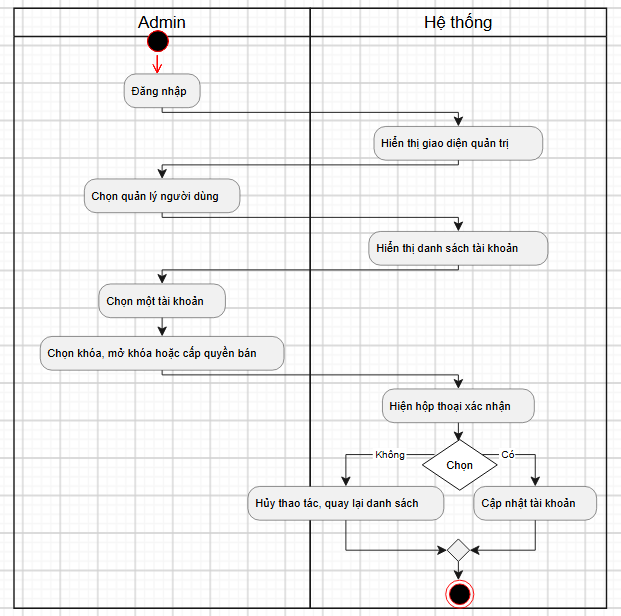 Admin
Hệ thống
Đăng nhập
Hiển thị giao diện quản trị
Chọn quản lý người dùng
Hiển thị danh sách tài khoản
Chọn một tài khoản
Chọn khóa, mở khóa hoặc cấp quyền bán
Hiện hộp thoại xác nhận
Chọn
Không
Có
Hủy thao tác, quay lại danh sách
Cập nhật tài khoản